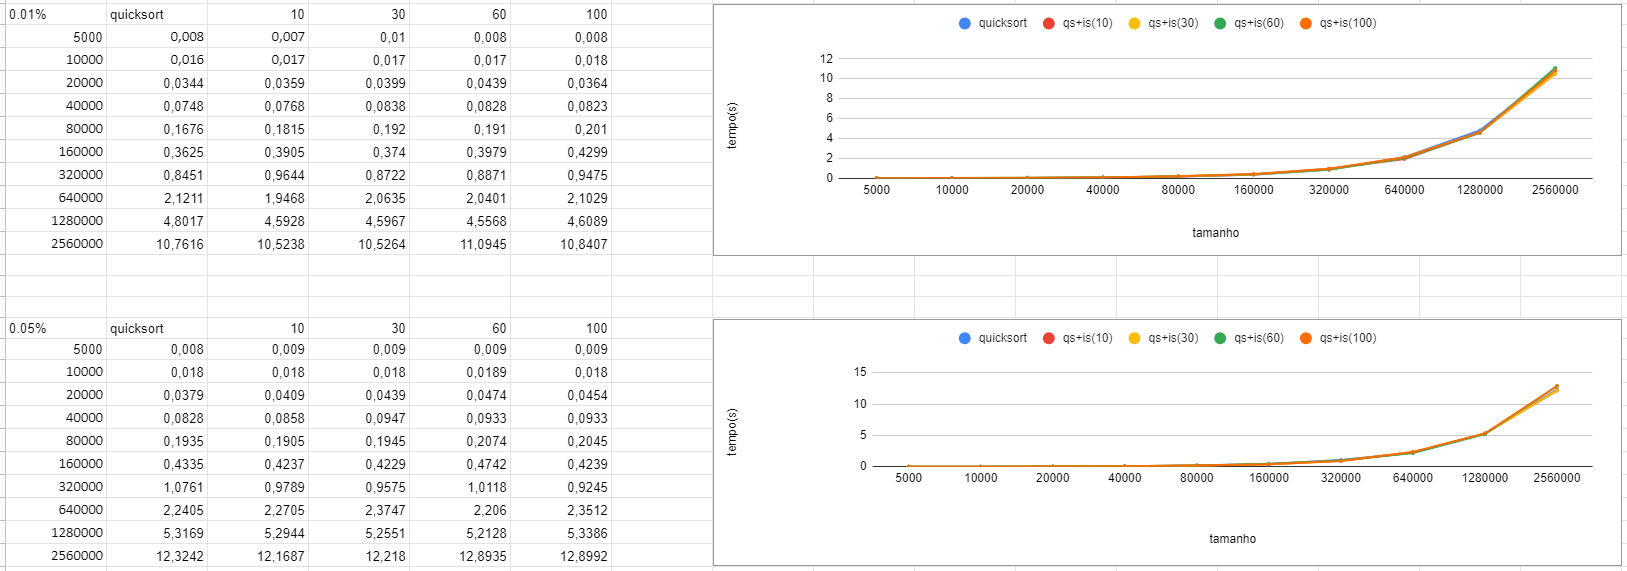 0.01% quicksort 10 30 60 100
5000 0,008 0,007 0,01 0,008 0,008
10000 0,016 0,017 0,017 0,017 0,018
20000 0,0344 0,0359 0,0399 0,0439 0,0364
40000 0,0748 0,0768 0,0838 0,0828 0,0823
80000 0,1676 0,1815 0,192 0,191 0,201
160000 0,3625 0,3905 0,374 0,3979 0,4299
320000 0,8451 0,9644 0,8722 0,8871 0,9475
640000 2,1211 1,9468 2,0635 2,0401 2,1029
1280000 4,8017 4,5928 4,5967 4,5568 4,6089
2560000 10,7616 10,5238 10,5264 11,0945 10,8407
quicksort qs+is(10) qs+is(30) qs+is(60) qs+is(100)
tempo(s)
12
10
8
6
4
2
0
5000 10000 20000 40000 80000 160000 320000 640000 1280000 2560000
tamanho
0.05% quicksort 10 30 60 100
5000 0,008 0,009 0,009 0,009 0,009
10000 0,018 0,018 0,018 0,0189 0,018
20000 0,0379 0,0409 0,0439 0,0474 0,0454
40000 0,0828 0,0858 0,0947 0,0933 0,0933
80000 0,1935 0,1905 0,1945 0,2074 0,2045
160000 0,4335 0,4237 0,4229 0,4742 0,4239
320000 1,0761 0,9789 0,9575 1,0118 0,9245
640000 2,2405 2,2705 2,3747 2,206 2,3512
1280000 5,3169 5,2944 5,2551 5,2128 5,3386
2560000 12,3242 12,1687 12,218 12,8935 12,8992
quicksort qs+is(10) qs+is(30) qs+is(60) qs+is(100)
tempo(s)
15
10
5
0
5000 10000 20000 40000 80000 160000 320000 640000 1280000 2560000
tamanho